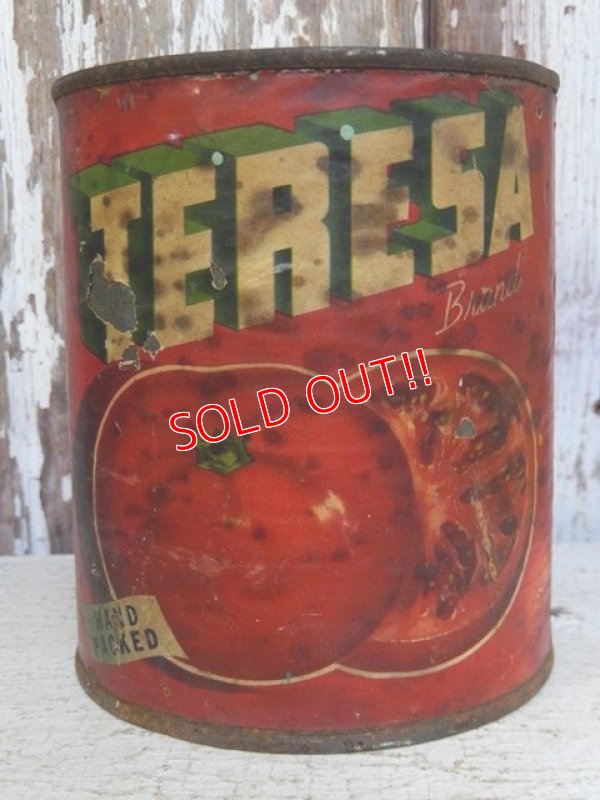 TERESA
Brand
SOLD OUT!!
HAND
PACKED